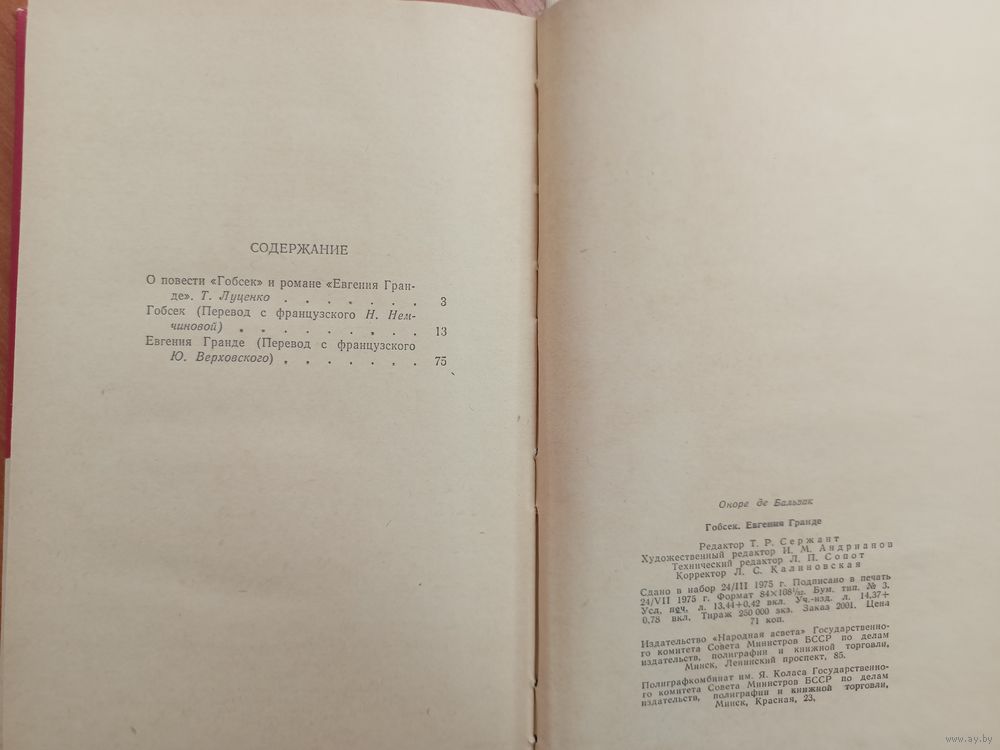 СОДЕРЖАНИЕ
О повести «Гобсек» и романе «Евгения Гран-
де». Т. Луценко . . . . . . . 3
Гобсек (Перевод с французского Н. Нем-
чиновой) . . . . . . . . . 13
Евгения Гранде (Перевод с французского
Ю. Верховского) . . . . . . . 75
Оноре де Бальзак
Гобсек. Евгения Гранде
Редактор Т. Р. Сержант
Художественный редактор И. М. Андрианов
Технический редактор Л. П. Сопот
Корректор Л. С. Калиновская
Сдано в набор 24/III 1975 г. Подписано в печать
24/VII 1975 г. Формат 84×108¹/₃₂. Бум. тип. № 3.
Усл. печ. л. 13,44+0,42 вкл. Уч.-изд. л. 14,37+
0,78 вкл. Тираж 250 000 экз. Заказ 2001. Цена
71 коп.
Издательство «Народная асвета» Государственно-
го комитета Совета Министров БССР по делам
издательств, полиграфии и книжной торговли,
Минск, Ленинский проспект, 85.
Полиграфкомбинат им. Я. Коласа Государственно-
го комитета Совета Министров БССР по делам
издательств, полиграфии и книжной торговли,
Минск, Красная, 23.
www.ay.by